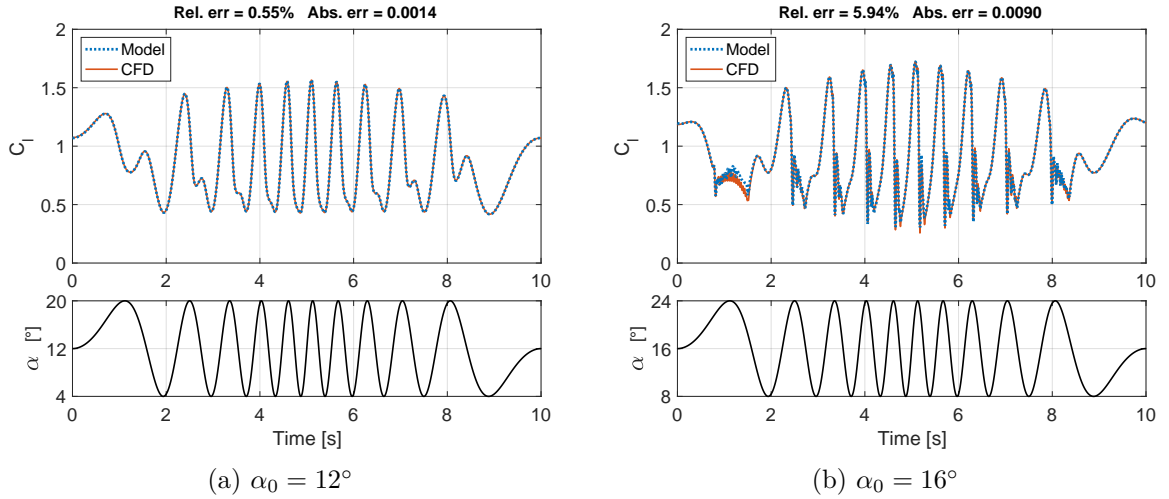 Rel. err = 0.55% Abs. err = 0.0014
2
1.5
1
0.5
0
C_l
Model
CFD
0 2 4 6 8 10
20
12
4
α [°]
0 2 4 6 8 10
Time [s]
(a) α₀ = 12°
Rel. err = 5.94% Abs. err = 0.0090
2
1.5
1
0.5
0
C_l
Model
CFD
0 2 4 6 8 10
24
16
8
α [°]
0 2 4 6 8 10
Time [s]
(b) α₀ = 16°